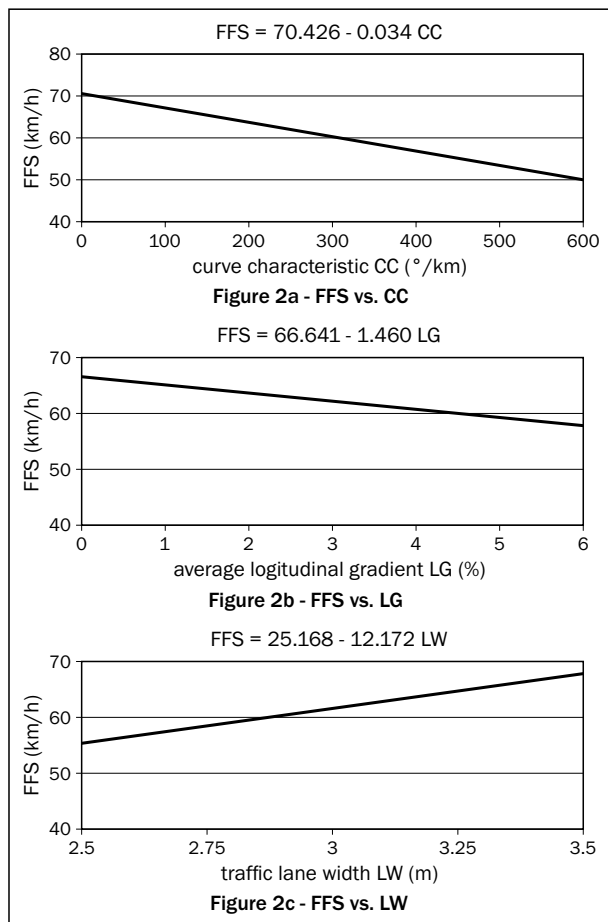 FFS = 70.426 - 0.034 CC
80
70
60
50
40
FFS (km/h)
0 100 200 300 400 500 600
curve characteristic CC (°/km)
Figure 2a - FFS vs. CC
FFS = 66.641 - 1.460 LG
70
60
50
40
FFS (km/h)
0 1 2 3 4 5 6
average logitudinal gradient LG (%)
Figure 2b - FFS vs. LG
FFS = 25.168 - 12.172 LW
70
60
50
40
FFS (km/h)
2.5 2.75 3 3.25 3.5
traffic lane width LW (m)
Figure 2c - FFS vs. LW